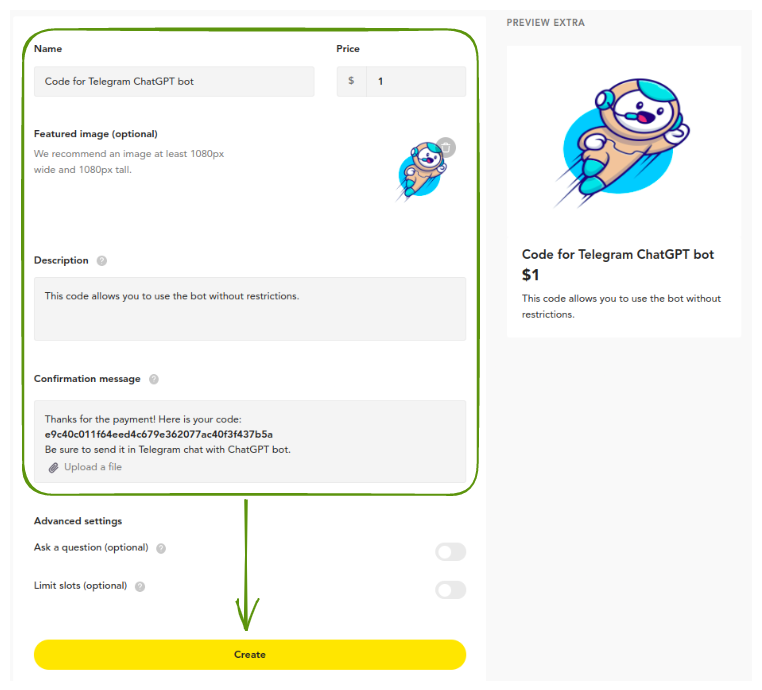 PREVIEW EXTRA
Name
Price
Code for Telegram ChatGPT bot
$
1
Featured image (optional)
We recommend an image at least 1080px
wide and 1080px tall.
Description ?
This code allows you to use the bot without restrictions.
Confirmation message ?
Thanks for the payment! Here is your code:
e9c40c011f64eed4c679e362077ac40f3f437b5a
Be sure to send it in Telegram chat with ChatGPT bot.
Upload a file
Advanced settings
Ask a question (optional) ?
Limit slots (optional) ?
Create
Code for Telegram ChatGPT bot
$1
This code allows you to use the bot without
restrictions.